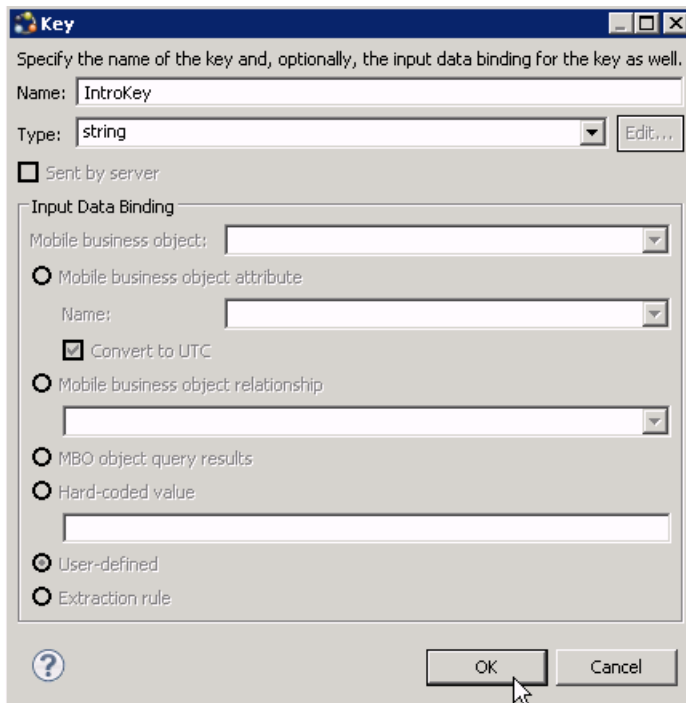 Key
Specify the name of the key and, optionally, the input data binding for the key as well.
Name: IntroKey
Type: string Edit...
Sent by server
Input Data Binding
Mobile business object:
Mobile business object attribute
Name:
Convert to UTC
Mobile business object relationship
MBO object query results
Hard-coded value
User-defined
Extraction rule
? OK Cancel